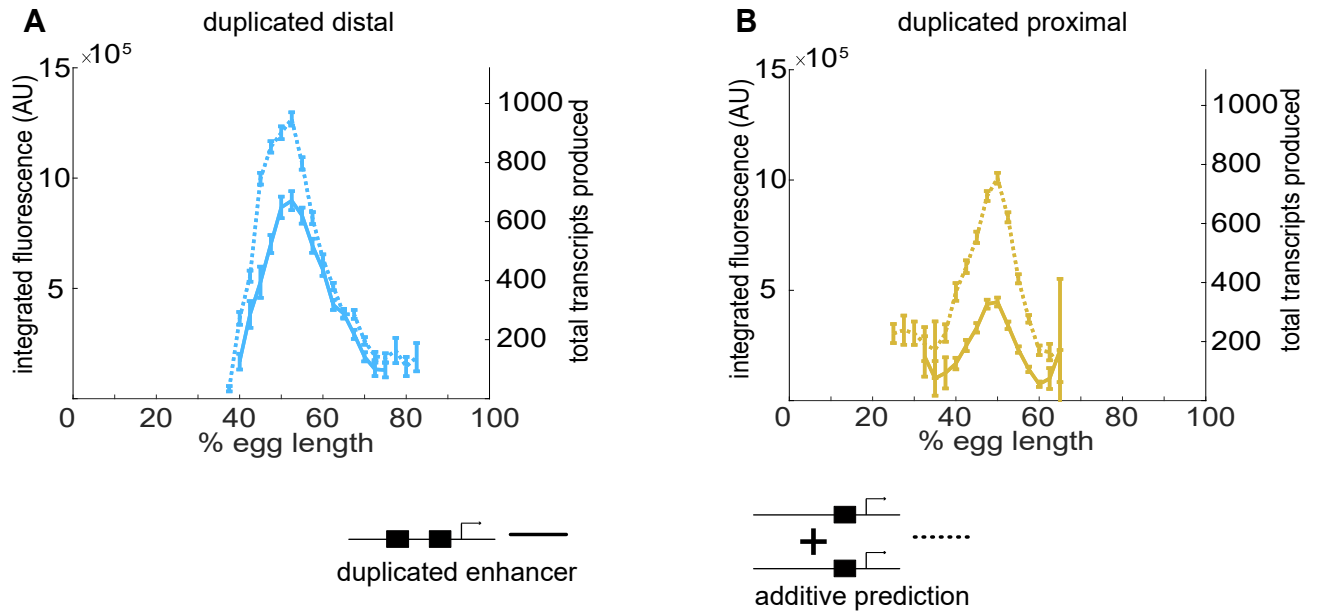 A
duplicated distal
×10⁵
15
10
5
integrated fluorescence (AU)
1000
800
600
400
200
total transcripts produced
0 20 40 60 80 100
% egg length
B
duplicated proximal
×10⁵
15
10
5
integrated fluorescence (AU)
1000
800
600
400
200
total transcripts produced
0 20 40 60 80 100
% egg length
duplicated enhancer
+
additive prediction